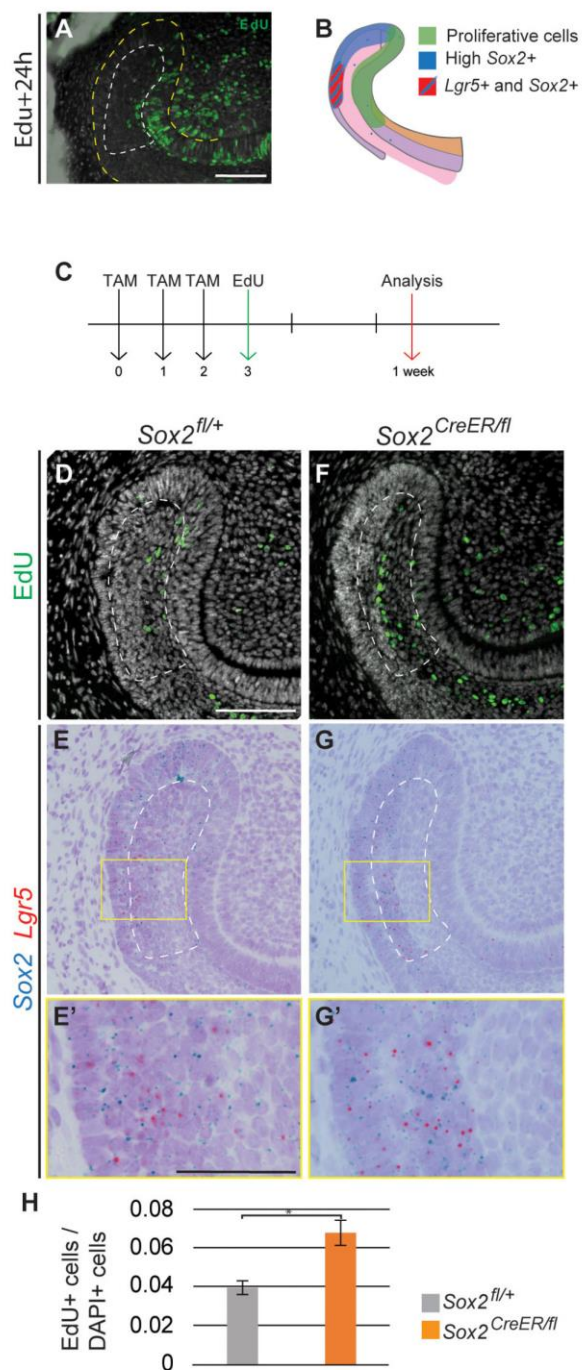 A
EdU
Edu+24h
B
Proliferative cells
High Sox2+
Lgr5+ and Sox2+
C
TAM TAM TAM EdU Analysis
0 1 2 3 1 week
Sox2fl/+ Sox2CreER/fl
EdU
D F
Sox2 Lgr5
E G
E' G'
H
EdU+ cells /
DAPI+ cells
0.08
0.06
0.04
0.02
0
*
Sox2fl/+
Sox2CreER/fl